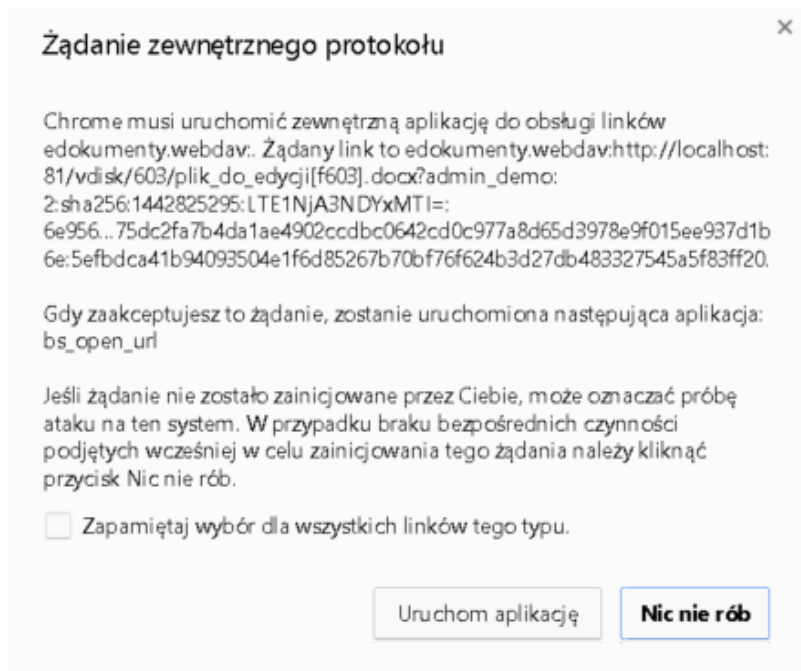 Żądanie zewnętrznego protokołu
Chrome musi uruchomić zewnętrzną aplikację do obsługi linków
edokumenty.webdav:. Żądany link to edokumenty.webdav:http://localhost:
81/vdisk/603/plik_do_edycji[f603].docx?admin_demo:
2:sha256:1442825295:LTE1NjA3NDYxMTI=:
6e956...75dc2fa7b4da1ae4902ccdbc0642cd0c977a8d65d3978e9f015ee937d1b
6e:5efbdca41b94093504e1f6d85267b70bf76f624b3d27db483327545a5f83ff20.
Gdy zaakceptujesz to żądanie, zostanie uruchomiona następująca aplikacja:
bs_open_url
Jeśli żądanie nie zostało zainicjowane przez Ciebie, może oznaczać próbę
ataku na ten system. W przypadku braku bezpośrednich czynności
podjętych wcześniej w celu zainicjowania tego żądania należy kliknąć
przycisk Nic nie rób.
Zapamiętaj wybór dla wszystkich linków tego typu.
Uruchom aplikację Nic nie rób